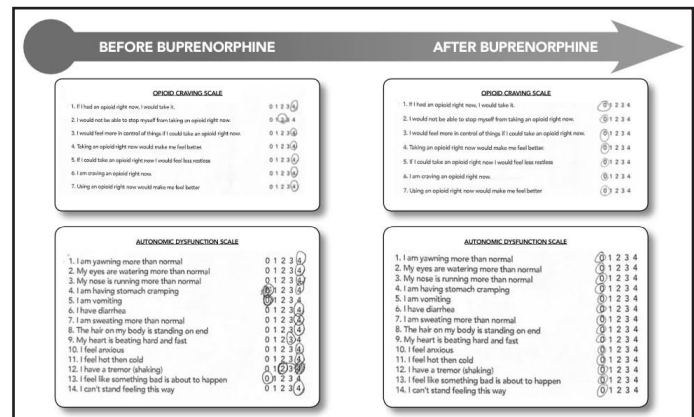 BEFORE BUPRENORPHINE
AFTER BUPRENORPHINE
OPIOID CRAVING SCALE
1. If I had an opioid right now, I would take it. 0 1 2 3 4
2. I would not be able to stop myself from taking an opioid right now. 0 1 2 3 4
3. I would feel more in control of things if I could take an opioid right now. 0 1 2 3 4
4. Taking an opioid right now would make me feel better. 0 1 2 3 4
5. If I could take an opioid right now I would feel less restless 0 1 2 3 4
6. I am craving an opioid right now. 0 1 2 3 4
7. Using an opioid right now would make me feel better 0 1 2 3 4
OPIOID CRAVING SCALE
1. If I had an opioid right now, I would take it. 0 1 2 3 4
2. I would not be able to stop myself from taking an opioid right now. 0 1 2 3 4
3. I would feel more in control of things if I could take an opioid right now. 0 1 2 3 4
4. Taking an opioid right now would make me feel better. 0 1 2 3 4
5. If I could take an opioid right now I would feel less restless 0 1 2 3 4
6. I am craving an opioid right now. 0 1 2 3 4
7. Using an opioid right now would make me feel better 0 1 2 3 4
AUTONOMIC DYSFUNCTION SCALE
1. I am yawning more than normal 0 1 2 3 4
2. My eyes are watering more than normal 0 1 2 3 4
3. My nose is running more than normal 0 1 2 3 4
4. I am having stomach cramping 0 1 2 3 4
5. I am vomiting 0 1 2 3 4
6. I have diarrhea 0 1 2 3 4
7. I am sweating more than normal 0 1 2 3 4
8. The hair on my body is standing on end 0 1 2 3 4
9. My heart is beating hard and fast 0 1 2 3 4
10. I feel anxious 0 1 2 3 4
11. I feel hot then cold 0 1 2 3 4
12. I have a tremor (shaking) 0 1 2 3 4
13. I feel like something bad is about to happen 0 1 2 3 4
14. I can't stand feeling this way 0 1 2 3 4
AUTONOMIC DYSFUNCTION SCALE
1. I am yawning more than normal 0 1 2 3 4
2. My eyes are watering more than normal 0 1 2 3 4
3. My nose is running more than normal 0 1 2 3 4
4. I am having stomach cramping 0 1 2 3 4
5. I am vomiting 0 1 2 3 4
6. I have diarrhea 0 1 2 3 4
7. I am sweating more than normal 0 1 2 3 4
8. The hair on my body is standing on end 0 1 2 3 4
9. My heart is beating hard and fast 0 1 2 3 4
10. I feel anxious 0 1 2 3 4
11. I feel hot then cold 0 1 2 3 4
12. I have a tremor (shaking) 0 1 2 3 4
13. I feel like something bad is about to happen 0 1 2 3 4
14. I can't stand feeling this way 0 1 2 3 4